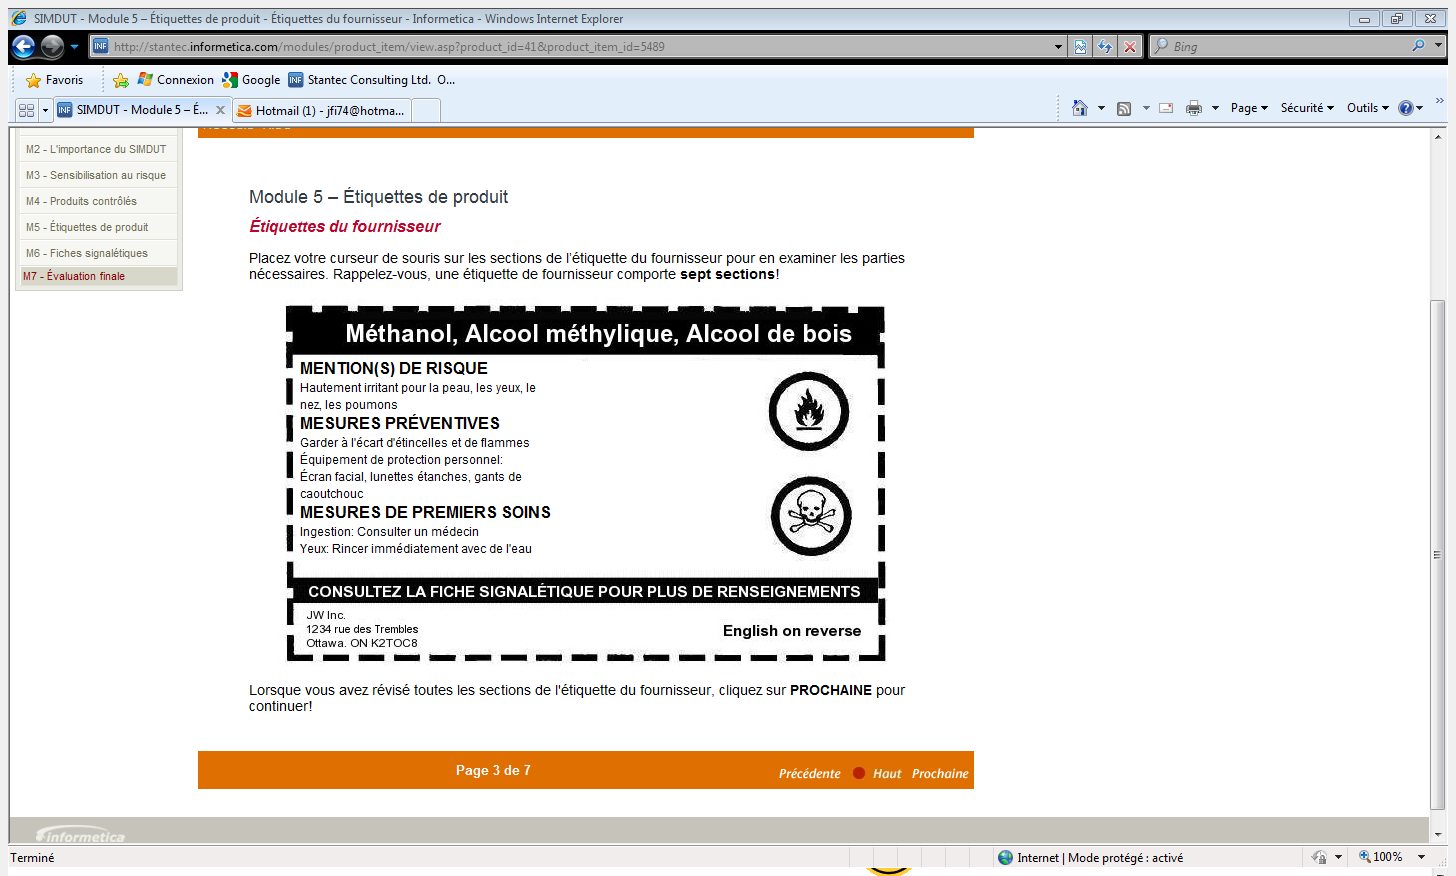 SIMDUT - Module 5 – Étiquettes de produit - Étiquettes du fournisseur - Informetica - Windows Internet Explorer
http://stantec.informetica.com/modules/product_item/view.asp?product_id=41&product_item_id=5489
Bing
Favoris
Connexion
Google
Stantec Consulting Ltd. O...
SIMDUT - Module 5 – É...
Hotmail (1) - jfi74@hotma...
Page
Sécurité
Outils
M2 - L'importance du SIMDUT
M3 - Sensibilisation au risque
M4 - Produits contrôlés
M5 - Étiquettes de produit
M6 - Fiches signalétiques
M7 - Évaluation finale
Module 5 – Étiquettes de produit
Étiquettes du fournisseur
Placez votre curseur de souris sur les sections de l'étiquette du fournisseur pour en examiner les parties
nécessaires. Rappelez-vous, une étiquette de fournisseur comporte sept sections!
Méthanol, Alcool méthylique, Alcool de bois
MENTION(S) DE RISQUE
Hautement irritant pour la peau, les yeux, le
nez, les poumons
MESURES PRÉVENTIVES
Garder à l'écart d'étincelles et de flammes
Équipement de protection personnel:
Écran facial, lunettes étanches, gants de
caoutchouc
MESURES DE PREMIERS SOINS
Ingestion: Consulter un médecin
Yeux: Rincer immédiatement avec de l'eau
CONSULTEZ LA FICHE SIGNALÉTIQUE POUR PLUS DE RENSEIGNEMENTS
JW Inc.
1234 rue des Trembles
Ottawa. ON K2TOC8
English on reverse
Lorsque vous avez révisé toutes les sections de l'étiquette du fournisseur, cliquez sur PROCHAINE pour
continuer!
Page 3 de 7
Précédente
Haut
Prochaine
informetica
Terminé
Internet | Mode protégé : activé
100%